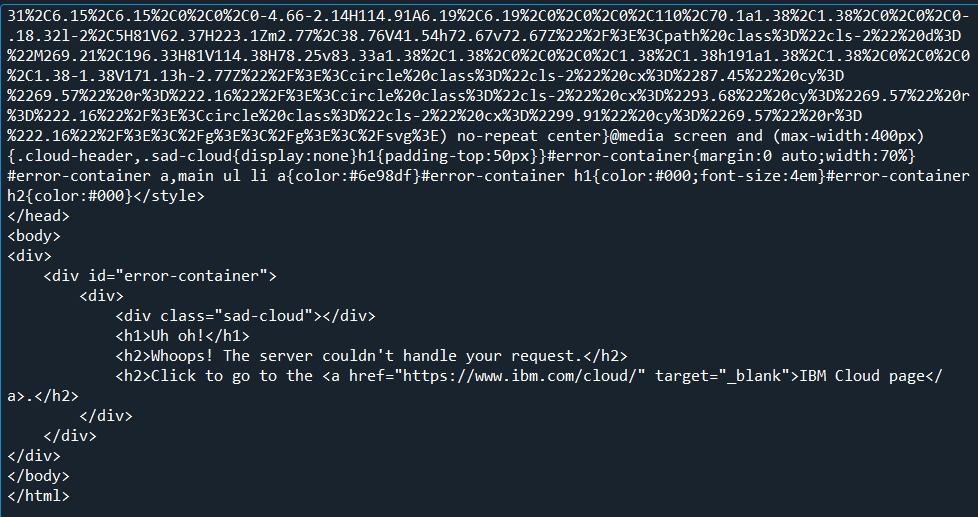 31%2C6.15%2C6.15%2C0%2C0%2C0-4.66-2.14H114.91A6.19%2C6.19%2C0%2C0%2C0%2C110%2C70.1a1.38%2C1.38%2C0%2C0%2C0-
.18.32l-2%2C5H81V62.37H223.1Zm2.77%2C38.76V41.54h72.67v72.67Z%22%2F%3E%3Cpath%20class%3D%22cls-2%22%20d%3D
%22M269.21%2C196.33H81V114.38H78.25v83.33a1.38%2C1.38%2C0%2C0%2C0%2C1.38%2C1.38h191a1.38%2C1.38%2C0%2C0%2C0
%2C1.38-1.38V171.13h-2.77Z%22%2F%3E%3Ccircle%20class%3D%22cls-2%22%20cx%3D%2287.45%22%20cy%3D
%2269.57%22%20r%3D%222.16%22%2F%3E%3Ccircle%20class%3D%22cls-2%22%20cx%3D%2293.68%22%20cy%3D%2269.57%22%20r
%3D%222.16%22%2F%3E%3Ccircle%20class%3D%22cls-2%22%20cx%3D%2299.91%22%20cy%3D%2269.57%22%20r%3D
%222.16%22%2F%3E%3C%2Fg%3E%3C%2Fg%3E%3C%2Fsvg%3E) no-repeat center}@media screen and (max-width:400px)
{.cloud-header,.sad-cloud{display:none}h1{padding-top:50px}}#error-container{margin:0 auto;width:70%}
#error-container a,main ul li a{color:#6e98df}#error-container h1{color:#000;font-size:4em}#error-container
h2{color:#000}</style>
</head>
<body>
<div>
<div id="error-container">
<div>
<div class="sad-cloud"></div>
<h1>Uh oh!</h1>
<h2>Whoops! The server couldn't handle your request.</h2>
<h2>Click to go to the <a href="https://www.ibm.com/cloud/" target="_blank">IBM Cloud page</
a>.</h2>
</div>
</div>
</div>
</body>
</html>